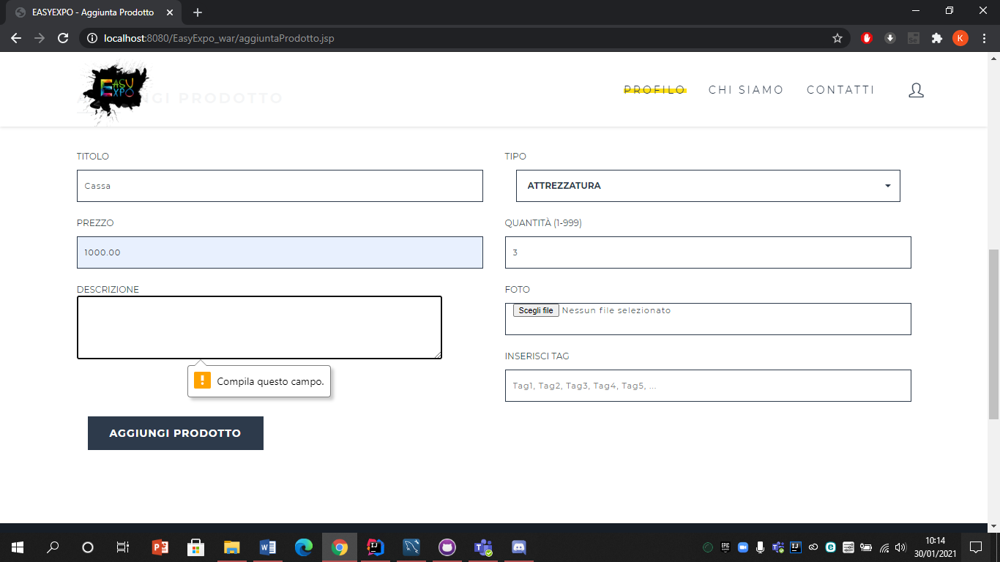 EASYEXPO - Aggiunta Prodotto
localhost:8080/EasyExpo_war/aggiuntaProdotto.jsp
K
EASY EXPO
NGI PRODOTTO
PROFILO
CHI SIAMO
CONTATTI
TITOLO
TIPO
Cassa
ATTREZZATURA
PREZZO
QUANTITÀ (1-999)
1000.00
3
DESCRIZIONE
FOTO
Scegli file Nessun file selezionato
INSERISCI TAG
Compila questo campo.
Tag1, Tag2, Tag3, Tag4, Tag5, ...
AGGIUNGI PRODOTTO
10:14
30/01/2021